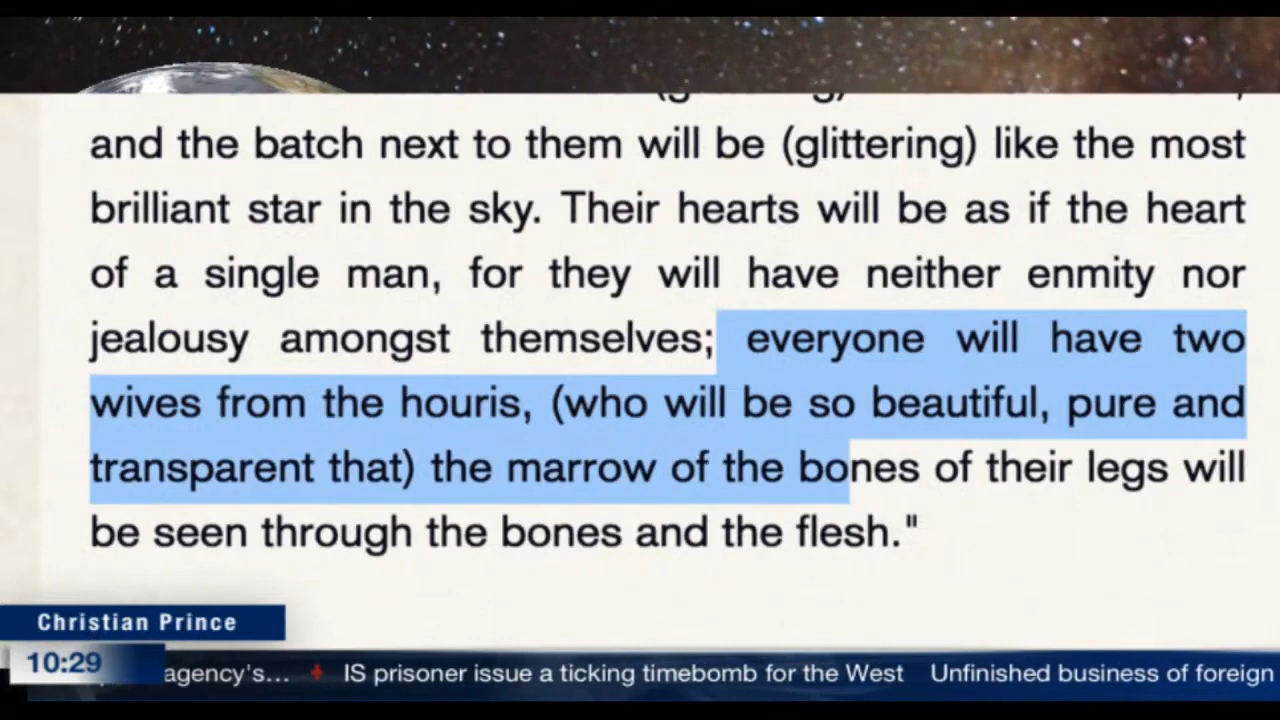 and the batch next to them will be (glittering) like the most
brilliant star in the sky. Their hearts will be as if the heart
of a single man, for they will have neither enmity nor
jealousy amongst themselves; everyone will have two
wives from the houris, (who will be so beautiful, pure and
transparent that) the marrow of the bones of their legs will
be seen through the bones and the flesh."
Christian Prince
10:29
agency's... IS prisoner issue a ticking timebomb for the West Unfinished business of foreign